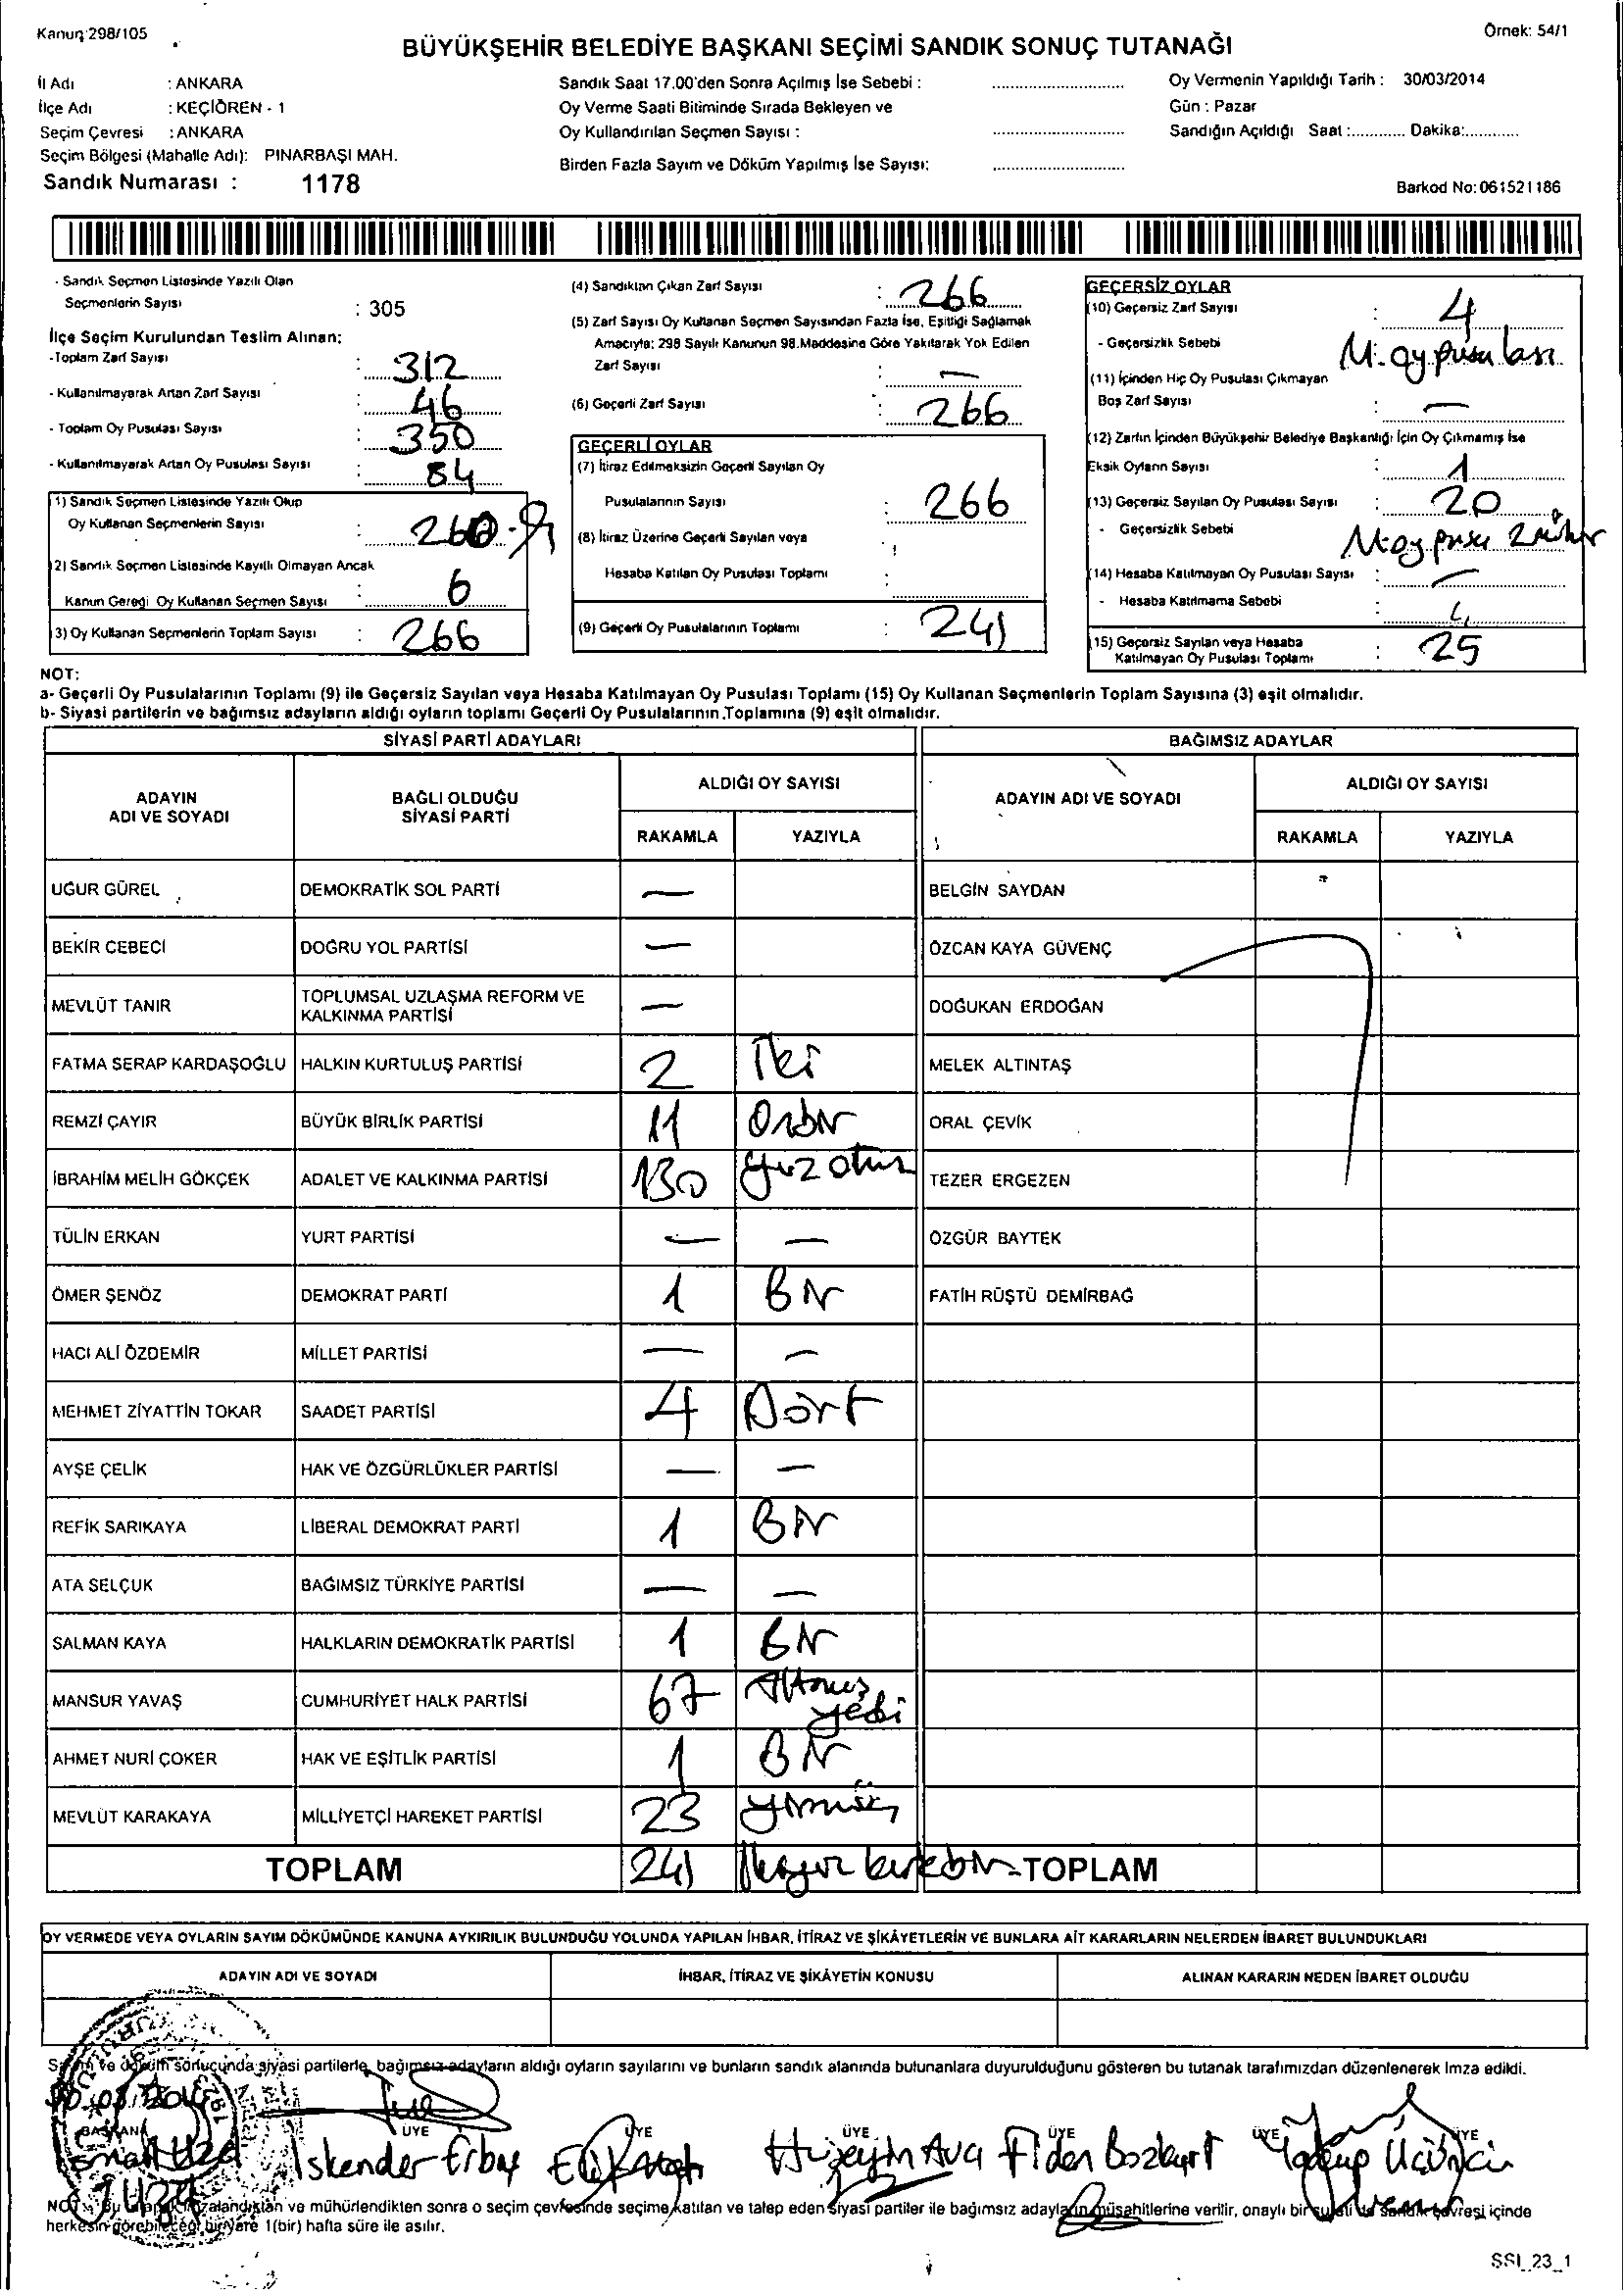 Kanun 298/105
Örnek: 54/1
BÜYÜKŞEHİR BELEDİYE BAŞKANI SEÇİMİ SANDIK SONUÇ TUTANAĞI
İl Adı : ANKARA
İlçe Adı : KEÇİÖREN - 1
Seçim Çevresi : ANKARA
Seçim Bölgesi (Mahalle Adı): PINARBAŞI MAH.
Sandık Numarası : 1178
Sandık Saat 17.00'den Sonra Açılmış İse Sebebi :
Oy Verme Saati Bitiminde Sırada Bekleyen ve
Oy Kullandırılan Seçmen Sayısı :
Birden Fazla Sayım ve Döküm Yapılmış İse Sayısı:
Oy Vermenin Yapıldığı Tarih : 30/03/2014
Gün : Pazar
Sandığın Açıldığı Saat :............ Dakika:............
Barkod No:061521186
- Sandık Seçmen Listesinde Yazılı Olan
Seçmenlerin Sayısı : 305
İlçe Seçim Kurulundan Teslim Alınan:
-Toplam Zarf Sayısı : 312
- Kullanılmayarak Artan Zarf Sayısı : 46
- Toplam Oy Pusulası Sayısı : 350
- Kullanılmayarak Artan Oy Pusulası Sayısı : 84
1) Sandık Seçmen Listesinde Yazılı Olup
Oy Kullanan Seçmenlerin Sayısı : 260
2) Sandık Seçmen Listesinde Kayıtlı Olmayan Ancak
Kanun Gereği Oy Kullanan Seçmen Sayısı : 6
3) Oy Kullanan Seçmenlerin Toplam Sayısı : 266
(4) Sandıktan Çıkan Zarf Sayısı : 266
(5) Zarf Sayısı Oy Kullanan Seçmen Sayısından Fazla İse, Eşitliği Sağlamak
Amacıyla; 298 Sayılı Kanunun 98.Maddesine Göre Yakılarak Yok Edilen
Zarf Sayısı : —
(6) Geçerli Zarf Sayısı : 266
GEÇERLİ OYLAR
(7) İtiraz Edilmeksizin Geçerli Sayılan Oy
Pusulalarının Sayısı : 266
(8) İtiraz Üzerine Geçerli Sayılan veya
Hesaba Katılan Oy Pusulası Toplamı :
(9) Geçerli Oy Pusulalarının Toplamı : 241
GEÇERSİZ OYLAR
(10) Geçersiz Zarf Sayısı : 4
- Geçersizlik Sebebi M. oy pusulası
(11) İçinden Hiç Oy Pusulası Çıkmayan
Boş Zarf Sayısı : —
(12) Zarfın İçinden Büyükşehir Belediye Başkanlığı İçin Oy Çıkmamış İse
Eksik Oyların Sayısı : 1
(13) Geçersiz Sayılan Oy Pusulası Sayısı : 20
- Geçersizlik Sebebi
(14) Hesaba Katılmayan Oy Pusulası Sayısı : —
- Hesaba Katılmama Sebebi :
(15) Geçersiz Sayılan veya Hesaba
Katılmayan Oy Pusulası Toplamı : 25
NOT:
a- Geçerli Oy Pusulalarının Toplamı (9) ile Geçersiz Sayılan veya Hesaba Katılmayan Oy Pusulası Toplamı (15) Oy Kullanan Seçmenlerin Toplam Sayısına (3) eşit olmalıdır.
b- Siyasi partilerin ve bağımsız adayların aldığı oyların toplamı Geçerli Oy Pusulalarının Toplamına (9) eşit olmalıdır.
SİYASİ PARTİ ADAYLARI
BAĞIMSIZ ADAYLAR
ADAYIN ADI VE SOYADI
BAĞLI OLDUĞU SİYASİ PARTİ
ALDIĞI OY SAYISI
RAKAMLA YAZIYLA
ADAYIN ADI VE SOYADI
ALDIĞI OY SAYISI
RAKAMLA YAZIYLA
UĞUR GÜREL DEMOKRATİK SOL PARTİ — BELGİN SAYDAN
BEKİR CEBECİ DOĞRU YOL PARTİSİ — ÖZCAN KAYA GÜVENÇ
MEVLÜT TANIR TOPLUMSAL UZLAŞMA REFORM VE KALKINMA PARTİSİ — DOĞUKAN ERDOĞAN
FATMA SERAP KARDAŞOĞLU HALKIN KURTULUŞ PARTİSİ 2 İki MELEK ALTINTAŞ
REMZİ ÇAYIR BÜYÜK BİRLİK PARTİSİ 11 Onbir ORAL ÇEVİK
İBRAHİM MELİH GÖKÇEK ADALET VE KALKINMA PARTİSİ 130 yüz otuz TEZER ERGEZEN
TÜLİN ERKAN YURT PARTİSİ — — ÖZGÜR BAYTEK
ÖMER ŞENÖZ DEMOKRAT PARTİ 1 Bir FATİH RÜŞTÜ DEMİRBAĞ
HACI ALİ ÖZDEMİR MİLLET PARTİSİ — —
MEHMET ZİYATTİN TOKAR SAADET PARTİSİ 4 Dört
AYŞE ÇELİK HAK VE ÖZGÜRLÜKLER PARTİSİ — —
REFİK SARIKAYA LİBERAL DEMOKRAT PARTİ 1 Bir
ATA SELÇUK BAĞIMSIZ TÜRKİYE PARTİSİ — —
SALMAN KAYA HALKLARIN DEMOKRATİK PARTİSİ 1 Bir
MANSUR YAVAŞ CUMHURİYET HALK PARTİSİ 67 Altmış yedi
AHMET NURİ ÇOKER HAK VE EŞİTLİK PARTİSİ 1 Bir
MEVLÜT KARAKAYA MİLLİYETÇİ HAREKET PARTİSİ 23 yirmiüç
TOPLAM 241 İkiyüz kırkbir TOPLAM
OY VERMEDE VEYA OYLARIN SAYIM DÖKÜMÜNDE KANUNA AYKIRILIK BULUNDUĞU YOLUNDA YAPILAN İHBAR, İTİRAZ VE ŞİKÂYETLERİN VE BUNLARA AİT KARARLARIN NELERDEN İBARET BULUNDUKLARI
ADAYIN ADI VE SOYADI İHBAR, İTİRAZ VE ŞİKÂYETİN KONUSU ALINAN KARARIN NEDEN İBARET OLDUĞU
Sayım ve döküm sonucunda siyasi partilerle, bağımsız adayların aldığı oyların sayılarını ve bunların sandık alanında bulunanlara duyurulduğunu gösteren bu tutanak tarafımızdan düzenlenerek imza edildi.
BAŞKAN ÜYE ÜYE ÜYE ÜYE ÜYE ÜYE
İskender Erbay Hüseyin Avcı Fiden Bozkurt Yakup Üçüncü
NOT: Bu tutanak imzalandıktan ve mühürlendikten sonra o seçim çevresinde seçime katılan ve talep eden siyasi partiler ile bağımsız adayların müşahitlerine verilir, onaylı bir sureti de sandık çevresi içinde
herkesin görebileceği bir yere 1(bir) hafta süre ile asılır.
SSI_23_1